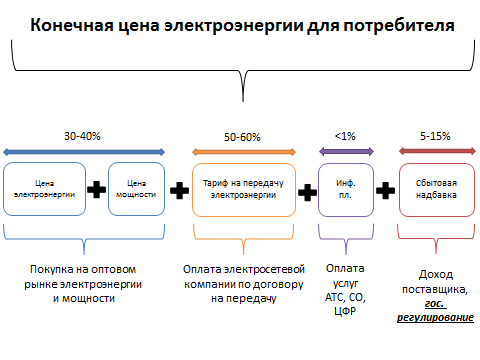 Конечная цена электроэнергии для потребителя
30-40%
50-60%
<1%
5-15%
Цена
электроэнергии
Цена
мощности
Тариф на передачу
электроэнергии
Инф.
пл.
Сбытовая
надбавка
Покупка на оптовом
рынке электроэнергии
и мощности
Оплата электросетевой
компании по договору
на передачу
Оплата
услуг
АТС, СО,
ЦФР
Доход
поставщика,
гос.
регулирование